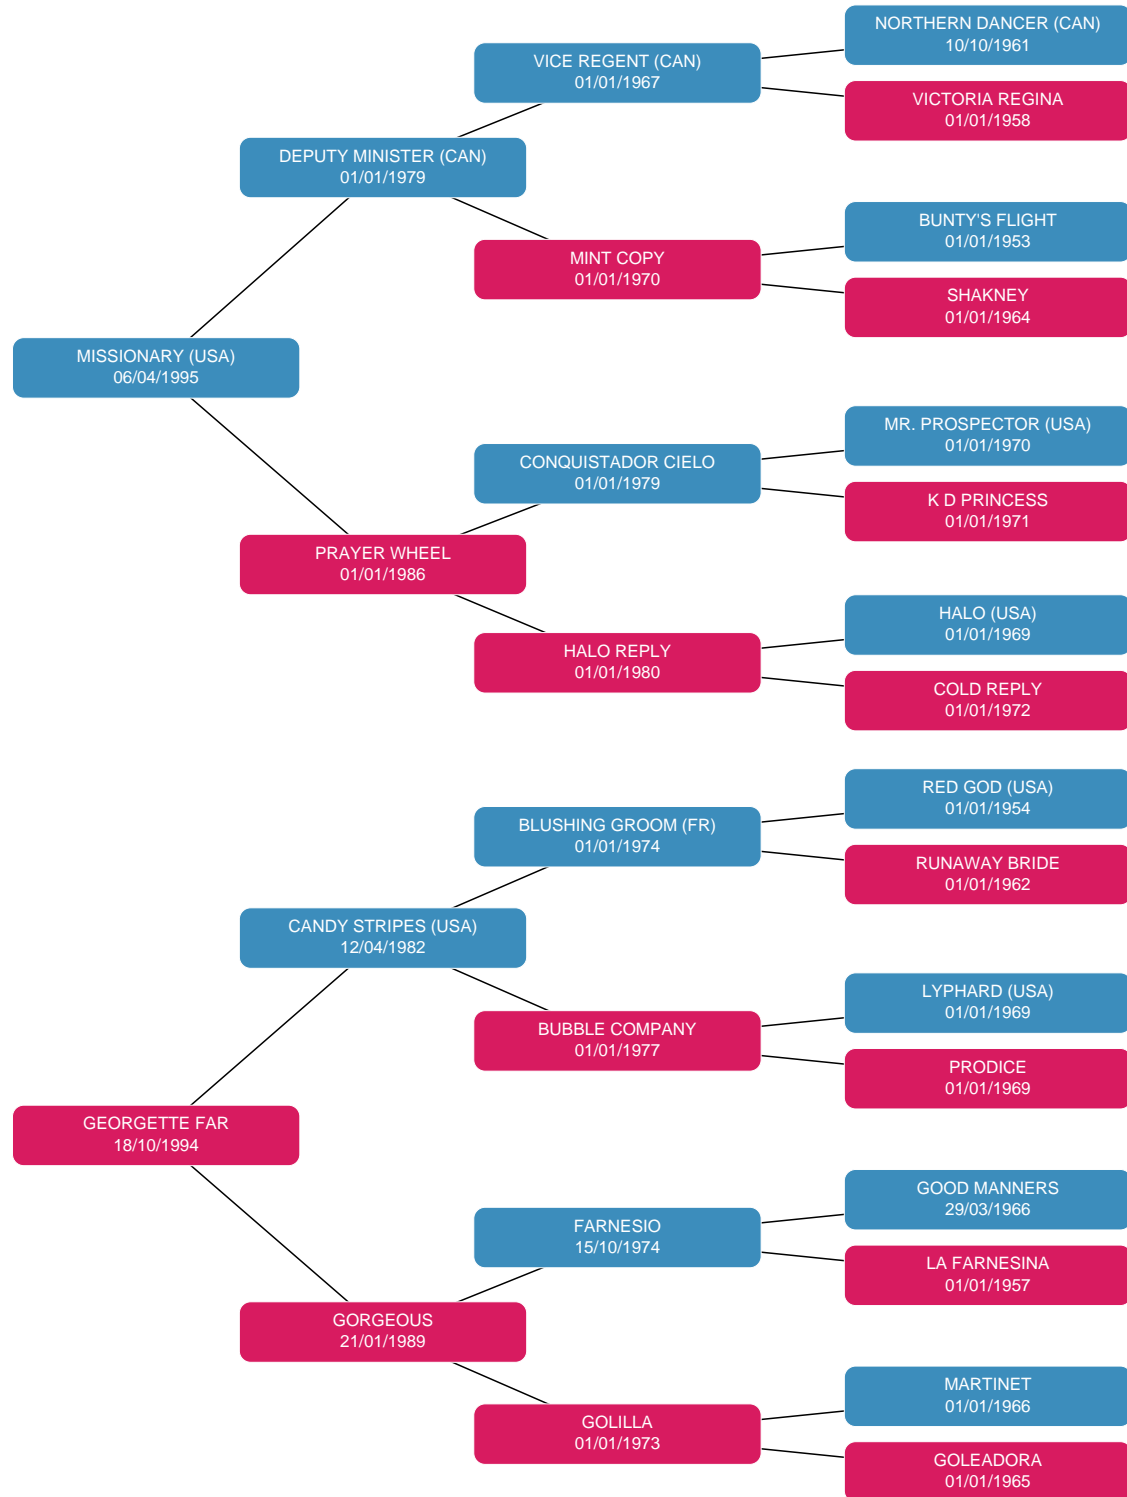 NORTHERN DANCER (CAN)
10/10/1961
VICE REGENT (CAN)
01/01/1967
VICTORIA REGINA
01/01/1958
DEPUTY MINISTER (CAN)
01/01/1979
BUNTY'S FLIGHT
01/01/1953
MINT COPY
01/01/1970
SHAKNEY
01/01/1964
MISSIONARY (USA)
06/04/1995
MR. PROSPECTOR (USA)
01/01/1970
CONQUISTADOR CIELO
01/01/1979
K D PRINCESS
01/01/1971
PRAYER WHEEL
01/01/1986
HALO (USA)
01/01/1969
HALO REPLY
01/01/1980
COLD REPLY
01/01/1972
RED GOD (USA)
01/01/1954
BLUSHING GROOM (FR)
01/01/1974
RUNAWAY BRIDE
01/01/1962
CANDY STRIPES (USA)
12/04/1982
LYPHARD (USA)
01/01/1969
BUBBLE COMPANY
01/01/1977
PRODICE
01/01/1969
GEORGETTE FAR
18/10/1994
GOOD MANNERS
29/03/1966
FARNESIO
15/10/1974
LA FARNESINA
01/01/1957
GORGEOUS
21/01/1989
MARTINET
01/01/1966
GOLILLA
01/01/1973
GOLEADORA
01/01/1965